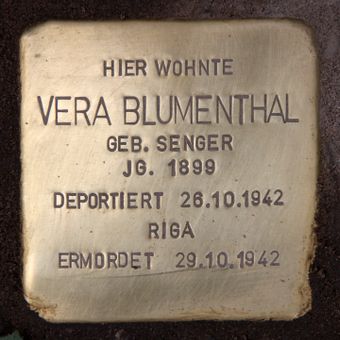 HIER WOHNTE
VERA BLUMENTHAL
GEB. SENGER
JG. 1899
DEPORTIERT 26.10.1942
RIGA
ERMORDET 29.10.1942